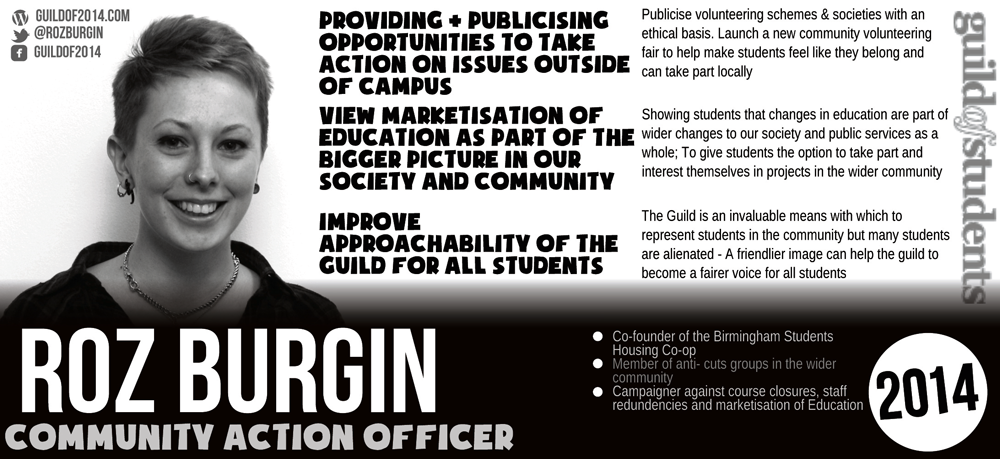 GUILDOF2014.COM
@ROZBURGIN
GUILDOF2014
PROVIDING + PUBLICISING
OPPORTUNITIES TO TAKE
ACTION ON ISSUES OUTSIDE
OF CAMPUS
Publicise volunteering schemes & societies with an
ethical basis. Launch a new community volunteering
fair to help make students feel like they belong and
can take part locally
VIEW MARKETISATION OF
EDUCATION AS PART OF THE
BIGGER PICTURE IN OUR
SOCIETY AND COMMUNITY
Showing students that changes in education are part of
wider changes to our society and public services as a
whole; To give students the option to take part and
interest themselves in projects in the wider community
IMPROVE
APPROACHABILITY OF THE
GUILD FOR ALL STUDENTS
The Guild is an invaluable means with which to
represent students in the community but many students
are alienated - A friendlier image can help the guild to
become a fairer voice for all students
guildofstudents
ROZ BURGIN
COMMUNITY ACTION OFFICER
Co-founder of the Birmingham Students
Housing Co-op
Member of anti- cuts groups in the wider
community
Campaigner against course closures, staff
redundencies and marketisation of Education
2014